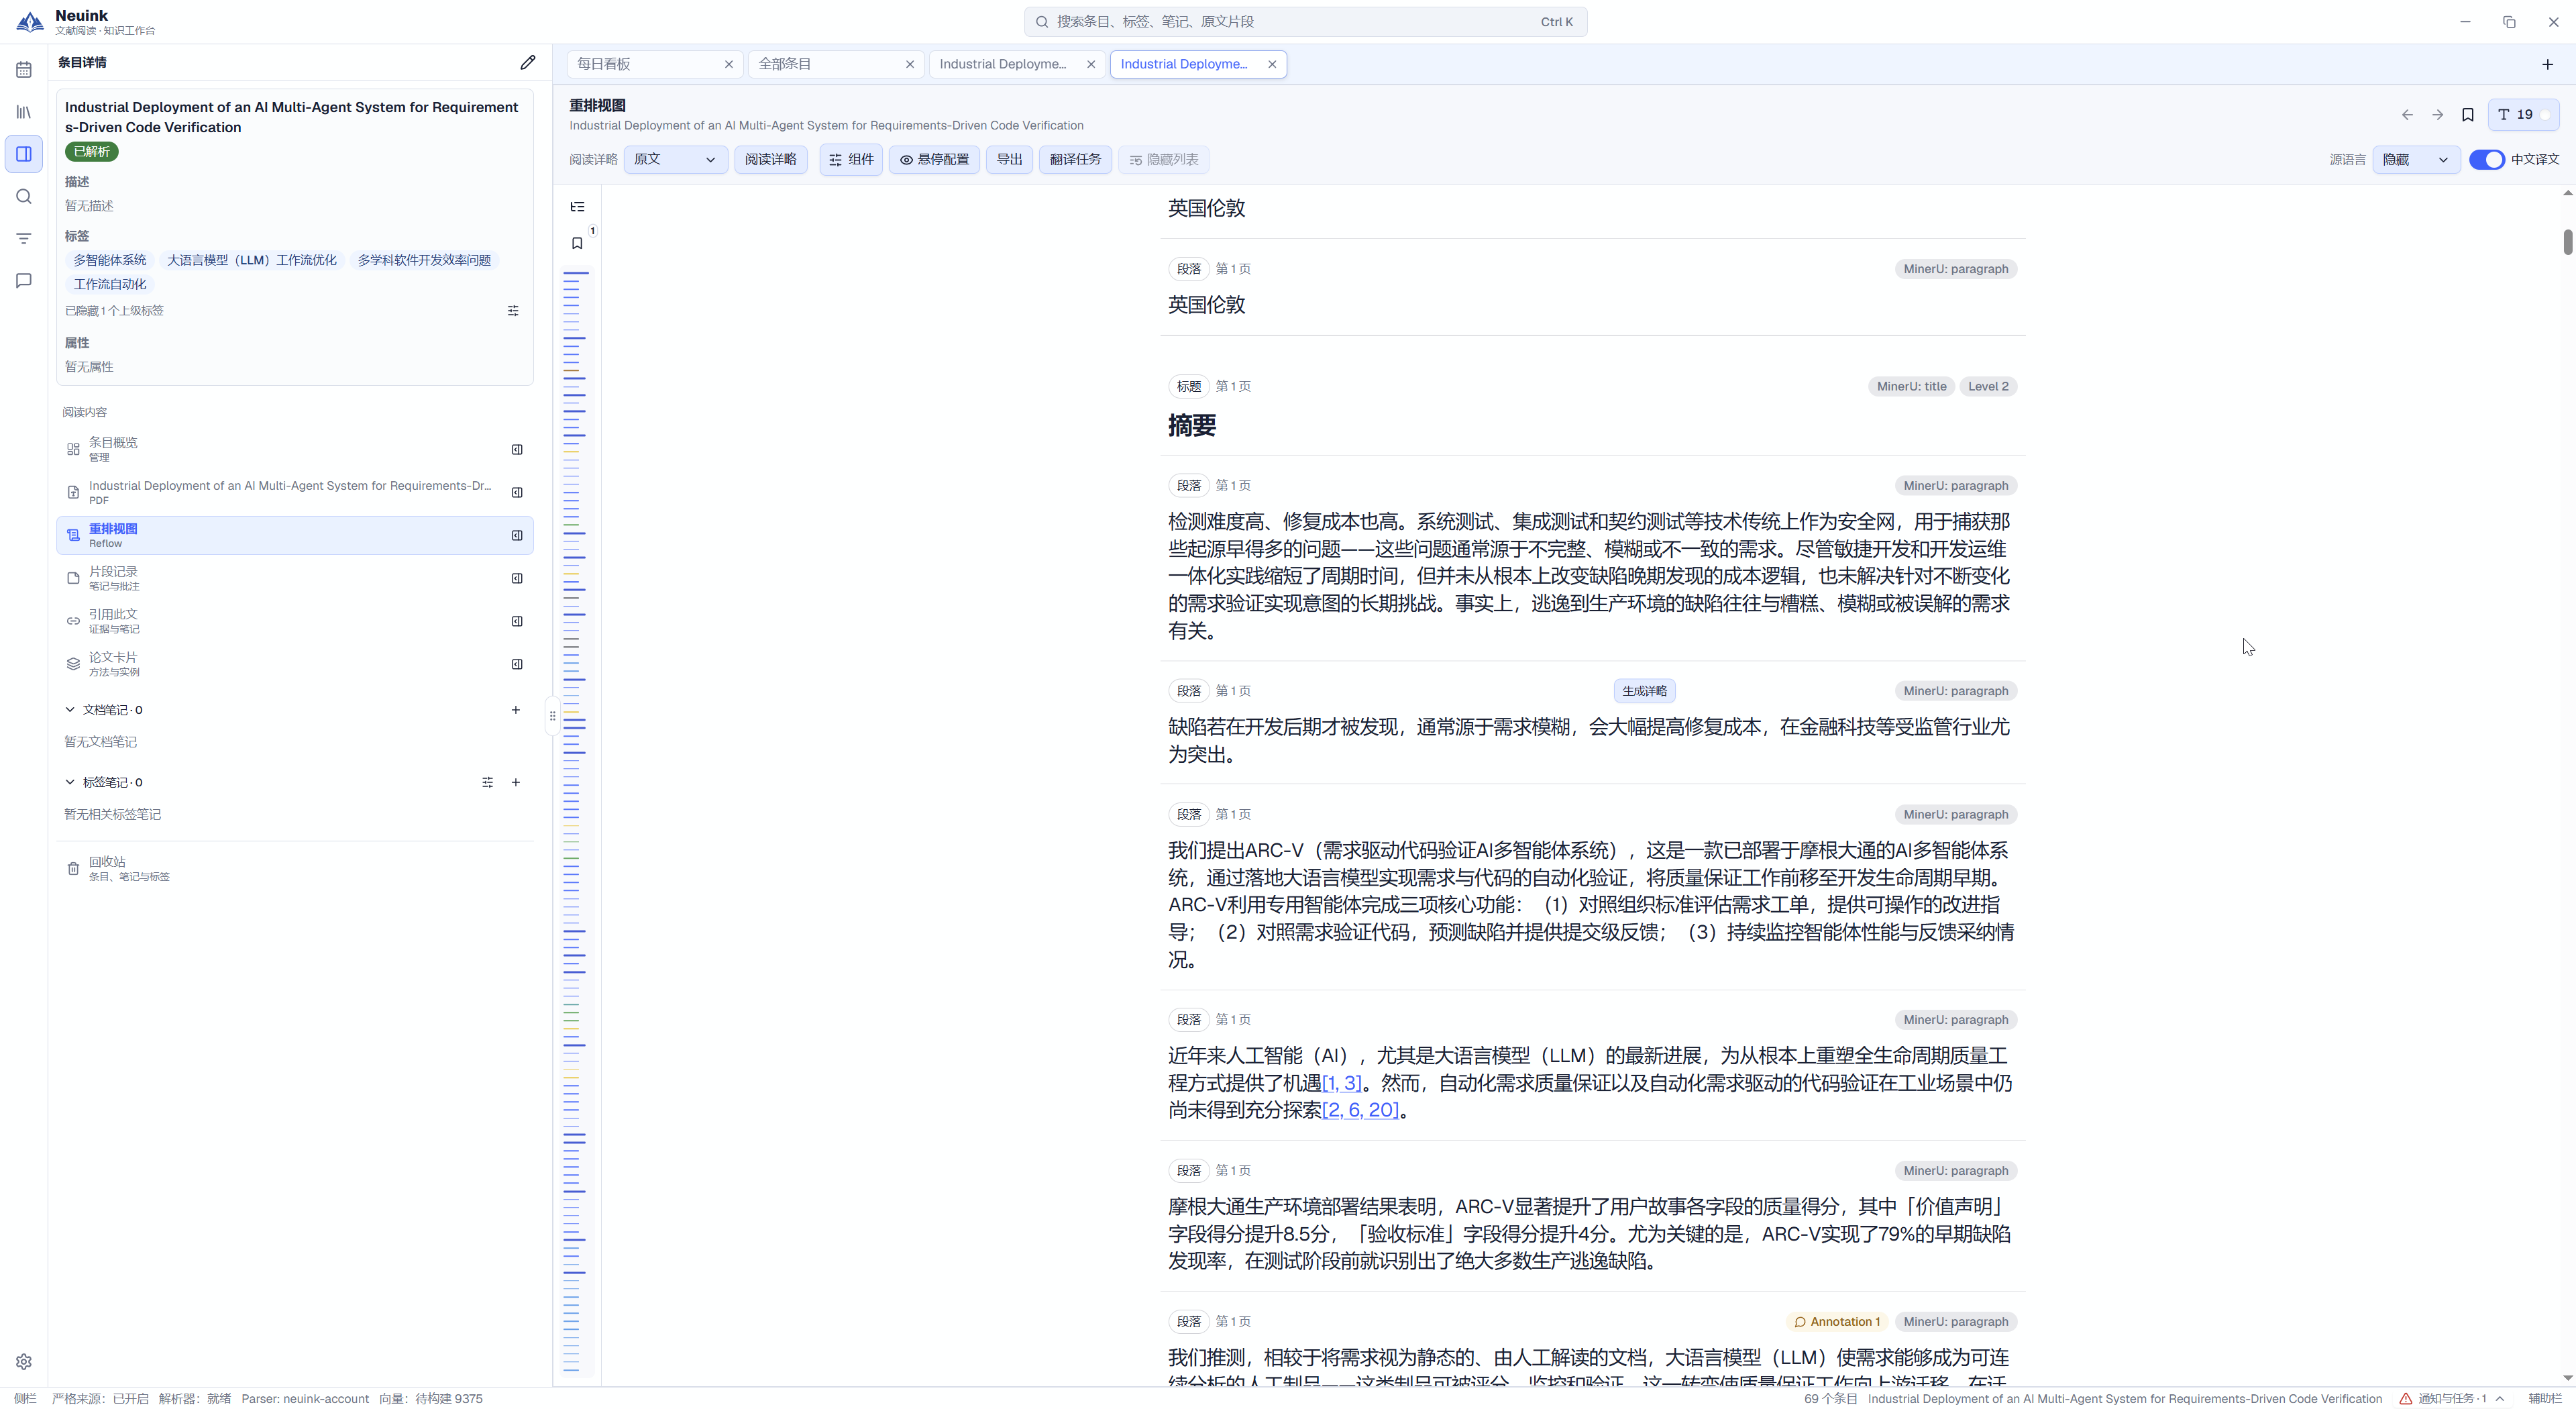 Neuink
文献阅读 · 知识工作台
搜索条目、标签、笔记、原文片段
Ctrl K
条目详情
Industrial Deployment of an AI Multi-Agent System for Requirement
s-Driven Code Verification
已解析
描述
暂无描述
标签
多智能体系统
大语言模型（LLM）工作流优化
多学科软件开发效率问题
工作流自动化
已隐藏 1 个上级标签
属性
暂无属性
阅读内容
条目概览
管理
Industrial Deployment of an AI Multi-Agent System for Requirements-Dr...
PDF
重排视图
Reflow
片段记录
笔记与批注
引用此文
证据与笔记
论文卡片
方法与实例
文档笔记 · 0
暂无文档笔记
标签笔记 · 0
暂无相关标签笔记
回收站
条目、笔记与标签
每日看板
全部条目
Industrial Deployme...
Industrial Deployme...
重排视图
Industrial Deployment of an AI Multi-Agent System for Requirements-Driven Code Verification
19
阅读详略
原文
阅读详略
组件
悬停配置
导出
翻译任务
隐藏列表
源语言
隐藏
中文译文
1
英国伦敦
段落 第 1 页 MinerU: paragraph
英国伦敦
标题 第 1 页 MinerU: title Level 2
摘要
段落 第 1 页 MinerU: paragraph
检测难度高、修复成本也高。系统测试、集成测试和契约测试等技术传统上作为安全网，用于捕获那
些起源早得多的问题——这些问题通常源于不完整、模糊或不一致的需求。尽管敏捷开发和开发运维
一体化实践缩短了周期时间，但并未从根本上改变缺陷晚期发现的成本逻辑，也未解决针对不断变化
的需求验证实现意图的长期挑战。事实上，逃逸到生产环境的缺陷往往与糟糕、模糊或被误解的需求
有关。
段落 第 1 页 生成详略 MinerU: paragraph
缺陷若在开发后期才被发现，通常源于需求模糊，会大幅提高修复成本，在金融科技等受监管行业尤
为突出。
段落 第 1 页 MinerU: paragraph
我们提出ARC-V（需求驱动代码验证AI多智能体系统），这是一款已部署于摩根大通的AI多智能体系
统，通过落地大语言模型实现需求与代码的自动化验证，将质量保证工作前移至开发生命周期早期。
ARC-V利用专用智能体完成三项核心功能：（1）对照组织标准评估需求工单，提供可操作的改进指
导；（2）对照需求验证代码，预测缺陷并提供提交级反馈；（3）持续监控智能体性能与反馈采纳情
况。
段落 第 1 页 MinerU: paragraph
近年来人工智能（AI），尤其是大语言模型（LLM）的最新进展，为从根本上重塑全生命周期质量工
程方式提供了机遇[1, 3]。然而，自动化需求质量保证以及自动化需求驱动的代码验证在工业场景中仍
尚未得到充分探索[2, 6, 20]。
段落 第 1 页 MinerU: paragraph
摩根大通生产环境部署结果表明，ARC-V显著提升了用户故事各字段的质量得分，其中「价值声明」
字段得分提升8.5分，「验收标准」字段得分提升4分。尤为关键的是，ARC-V实现了79%的早期缺陷
发现率，在测试阶段前就识别出了绝大多数生产逃逸缺陷。
段落 第 1 页 Annotation 1 MinerU: paragraph
我们推测，相较于将需求视为静态的、由人工解读的文档，大语言模型（LLM）使需求能够成为可连
续分析的人工制品——这类制品可被评分、监控和验证。这一转变使质量保证工作向上游迁移，在迁
侧栏 严格来源：已开启 解析器：就绪 Parser: neuink-account 向量：待构建 9375
69 个条目 Industrial Deployment of an AI Multi-Agent System for Requirements-Driven Code Verification 通知与任务 · 1 辅助栏